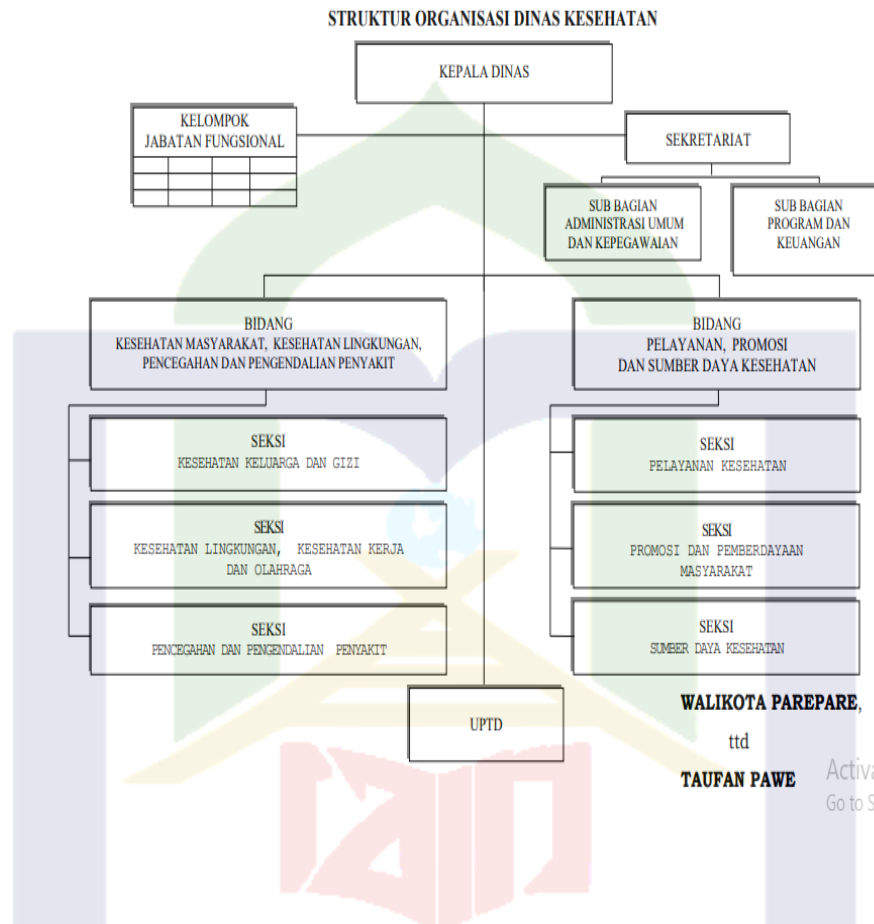 STRUKTUR ORGANISASI DINAS KESEHATAN
KEPALA DINAS
KELOMPOK
JABATAN FUNGSIONAL
SEKRETARIAT
SUB BAGIAN
ADMINISTRASI UMUM
DAN KEPEGAWAIAN
SUB BAGIAN
PROGRAM DAN
KEUANGAN
BIDANG
KESEHATAN MASYARAKAT, KESEHATAN LINGKUNGAN,
PENCEGAHAN DAN PENGENDALIAN PENYAKIT
SEKSI
KESEHATAN KELUARGA DAN GIZI
SEKSI
KESEHATAN LINGKUNGAN, KESEHATAN KERJA
DAN OLAHRAGA
SEKSI
PENCEGAHAN DAN PENGENDALIAN PENYAKIT
BIDANG
PELAYANAN, PROMOSI
DAN SUMBER DAYA KESEHATAN
SEKSI
PELAYANAN KESEHATAN
SEKSI
PROMOSI DAN PEMBERDAYAAN
MASYARAKAT
SEKSI
SUMBER DAYA KESEHATAN
UPTD
WALIKOTA PAREPARE,
ttd
TAUFAN PAWE
Activa
Go to S